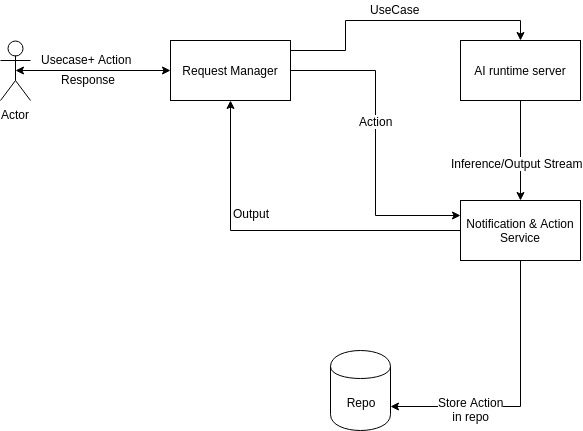 UseCase
Usecase+ Action
Response
Actor
Request Manager
AI runtime server
Action
Inference/Output Stream
Output
Notification & Action
Service
Repo
Store Action
in repo